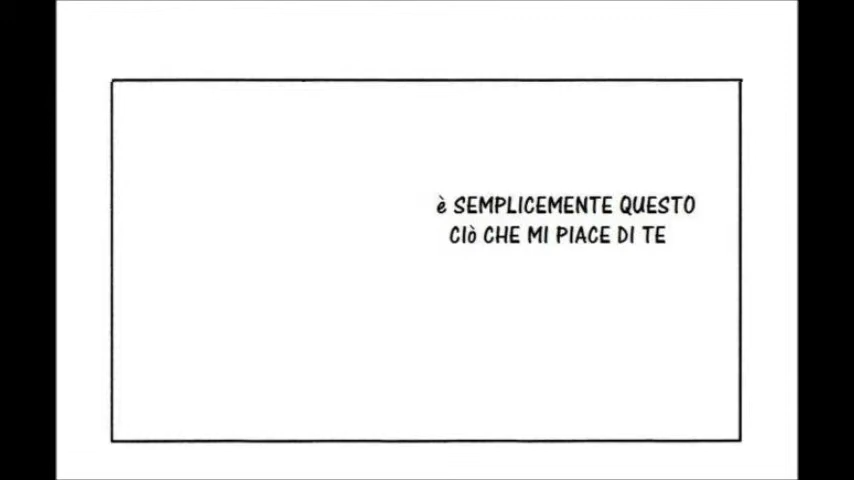 è SEMPLICEMENTE QUESTO
CIò CHE MI PIACE DI TE